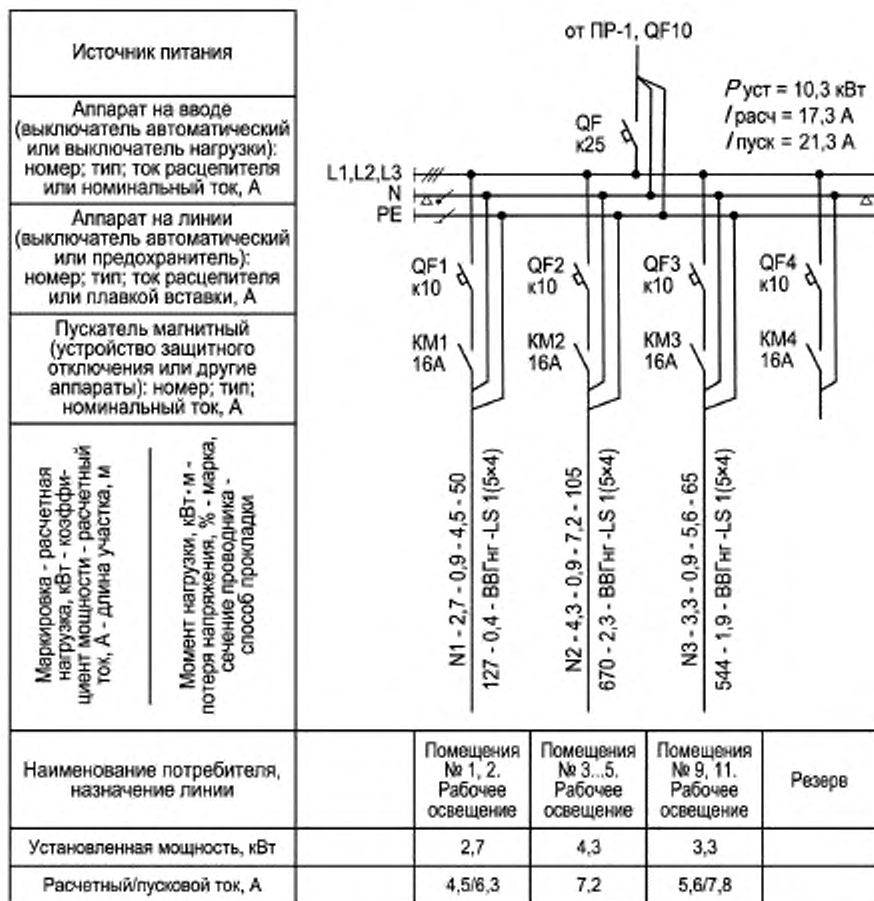 Источник питания
от ПР-1, QF10
Pуст = 10,3 кВт
Iрасч = 17,3 А
Iпуск = 21,3 А
Аппарат на вводе
(выключатель автоматический
или выключатель нагрузки):
номер; тип; ток расцепителя
или номинальный ток, А
QF
к25
L1,L2,L3
N
PE
Аппарат на линии
(выключатель автоматический
или предохранитель):
номер; тип; ток расцепителя
или плавкой вставки, А
QF1
к10
QF2
к10
QF3
к10
QF4
к10
Пускатель магнитный
(устройство защитного
отключения или другие
аппараты): номер; тип;
номинальный ток, А
КМ1
16А
КМ2
16А
КМ3
16А
КМ4
16А
Маркировка - расчетная
нагрузка, кВт - коэффи-
циент мощности - расчетный
ток, А - длина участка, м
Момент нагрузки, кВт·м -
потеря напряжения, % - марка,
сечение проводника -
способ прокладки
N1 - 2,7 - 0,9 - 4,5 - 50
127 - 0,4 - ВВГнг -LS 1(5×4)
N2 - 4,3 - 0,9 - 7,2 - 105
670 - 2,3 - ВВГнг -LS 1(5×4)
N3 - 3,3 - 0,9 - 5,6 - 65
544 - 1,9 - ВВГнг -LS 1(5×4)
Наименование потребителя,
назначение линии
Помещения
№ 1, 2.
Рабочее
освещение
Помещения
№ 3...5.
Рабочее
освещение
Помещения
№ 9, 11.
Рабочее
освещение
Резерв
Установленная мощность, кВт
2,7
4,3
3,3
Расчетный/пусковой ток, А
4,5/6,3
7,2
5,6/7,8